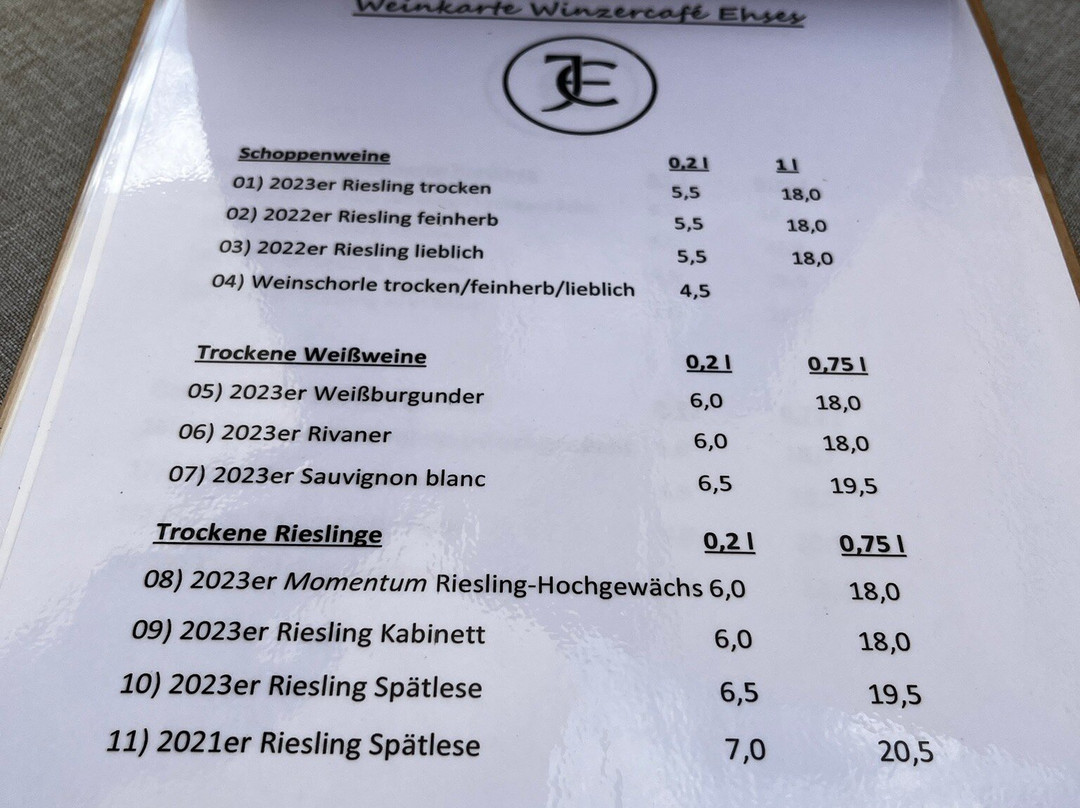 Weinkarte Winzercafé Ehses
JE
Schoppenweine 0,2 l 1 l
01) 2023er Riesling trocken 5,5 18,0
02) 2022er Riesling feinherb 5,5 18,0
03) 2022er Riesling lieblich 5,5 18,0
04) Weinschorle trocken/feinherb/lieblich 4,5
Trockene Weißweine 0,2 l 0,75 l
05) 2023er Weißburgunder 6,0 18,0
06) 2023er Rivaner 6,0 18,0
07) 2023er Sauvignon blanc 6,5 19,5
Trockene Rieslinge 0,2 l 0,75 l
08) 2023er Momentum Riesling-Hochgewächs 6,0 18,0
09) 2023er Riesling Kabinett 6,0 18,0
10) 2023er Riesling Spätlese 6,5 19,5
11) 2021er Riesling Spätlese 7,0 20,5